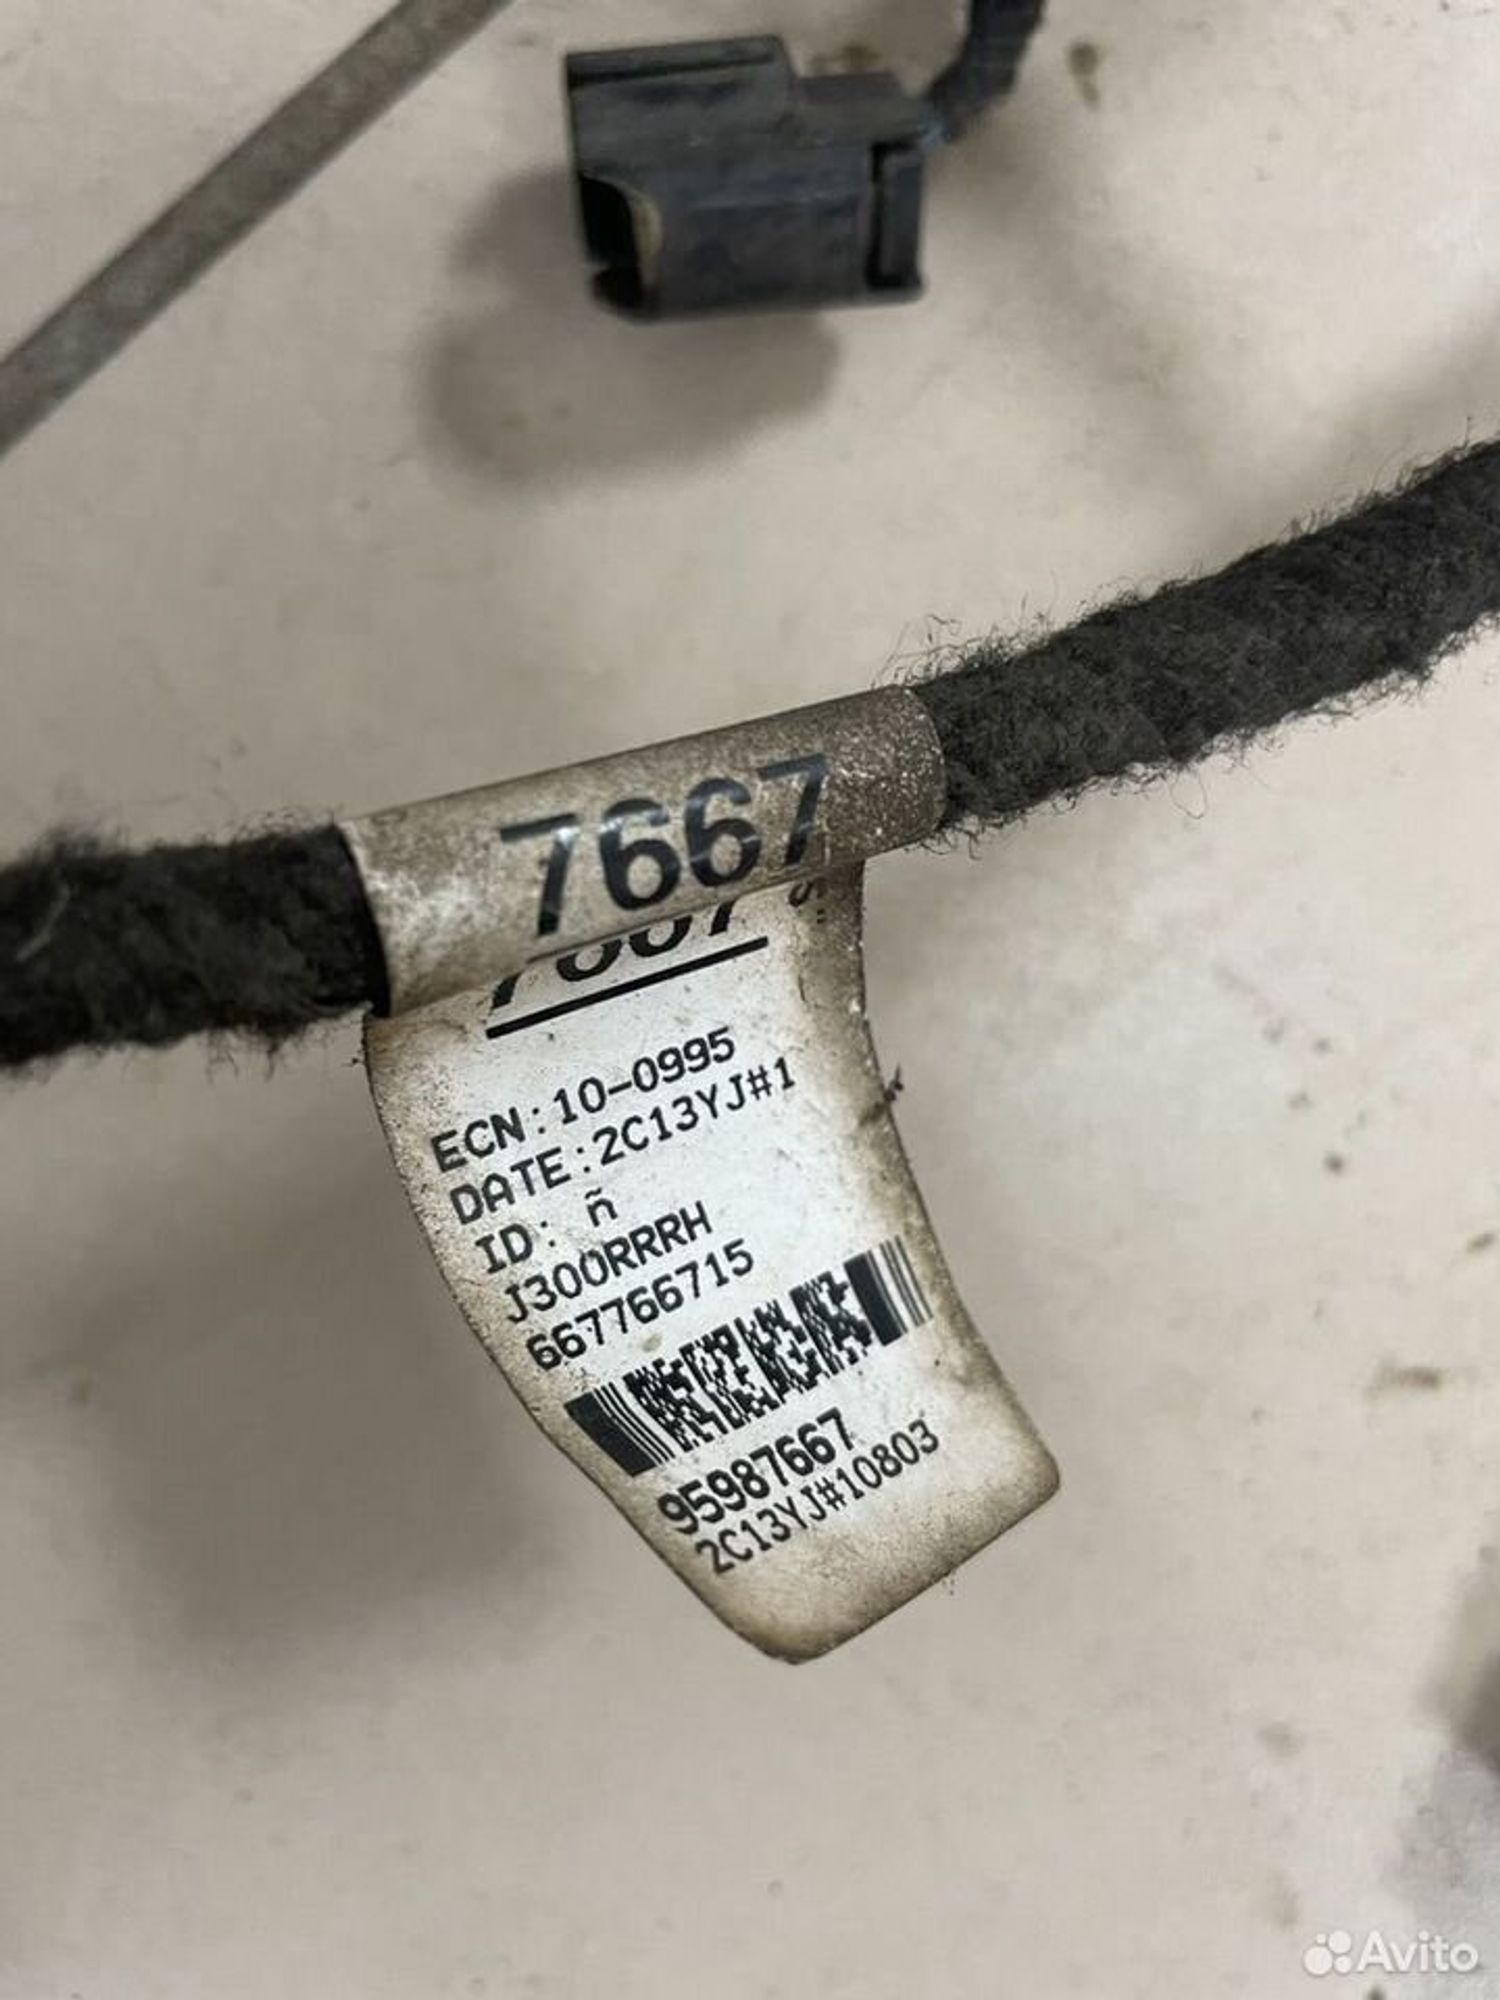 7667
ECN:10-0995
DATE:2C13YJ#1
ID: ñ
J300RRRH
667766715
95987667
2C13YJ#10803
Avito